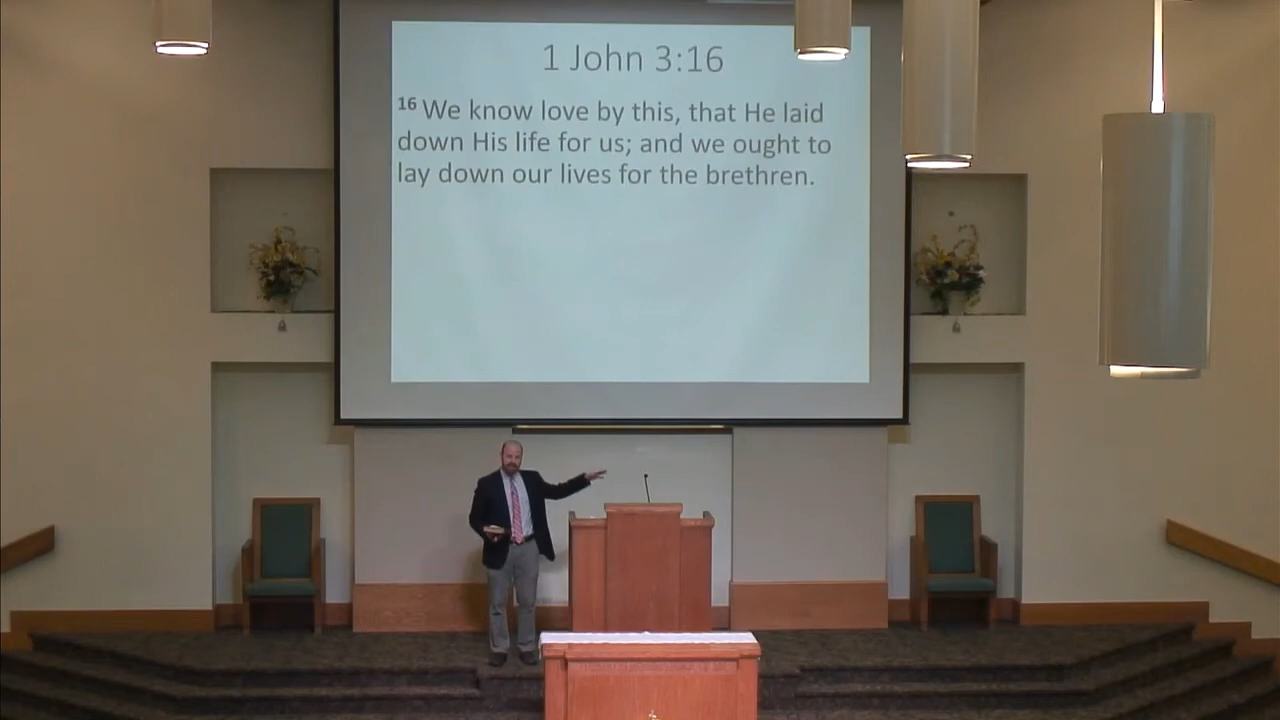 1 John 3:16
16 We know love by this, that He laid
down His life for us; and we ought to
lay down our lives for the brethren.